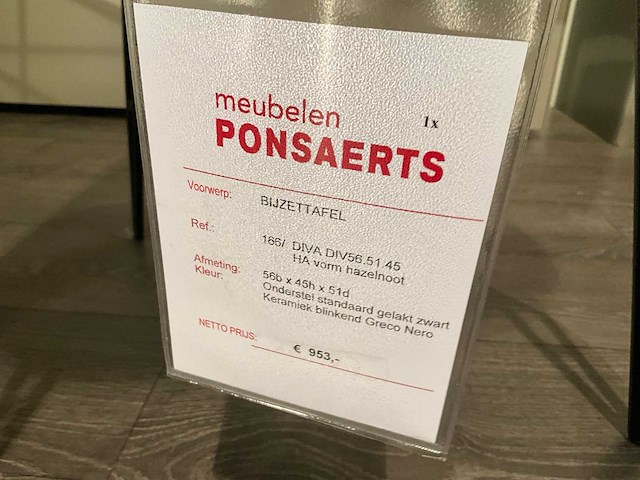 meubelen
PONSAERTS
1x
Voorwerp: BIJZETTAFEL
Ref.: 166/ DIVA DIV56.51.45
HA vorm hazelnoot
Afmeting: 56b x 45h x 51d
Kleur: Onderstel standaard gelakt zwart
Keramiek blinkend Greco Nero
NETTO PRIJS: € 953,-